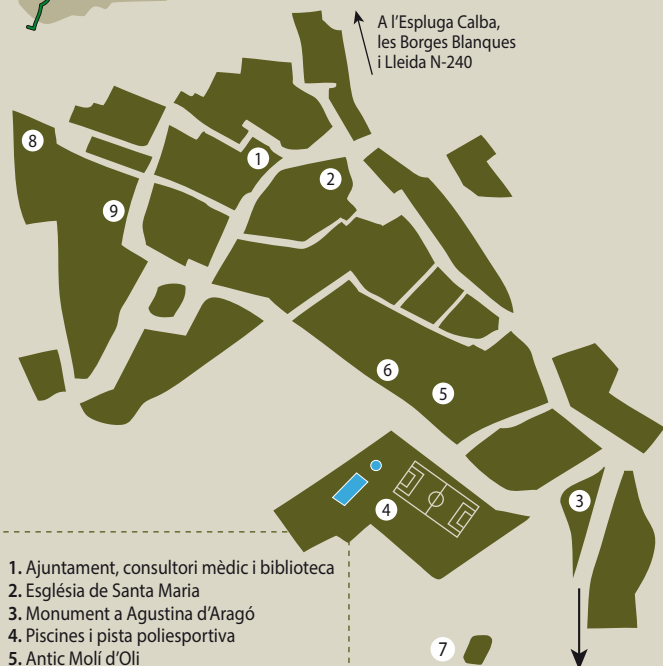 A l'Espluga Calba,
les Borges Blanques
i Lleida N-240
8
1
2
9
6
5
3
4
7
1. Ajuntament, consultori mèdic i biblioteca
2. Església de Santa Maria
3. Monument a Agustina d'Aragó
4. Piscines i pista poliesportiva
5. Antic Molí d'Oli